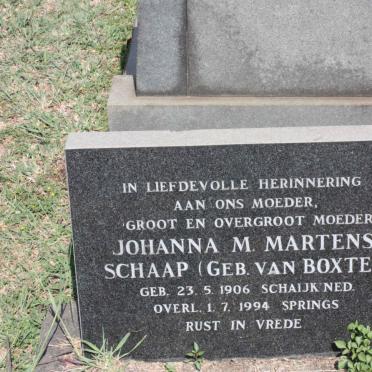 IN LIEFDEVOLLE HERINNERING
AAN ONS MOEDER,
GROOT EN OVERGROOT MOEDER
JOHANNA M. MARTENS
SCHAAP (GEB. VAN BOXTE
GEB. 23. 5. 1906 SCHAIJK NED.
OVERL. 1. 7. 1994 SPRINGS
RUST IN VREDE